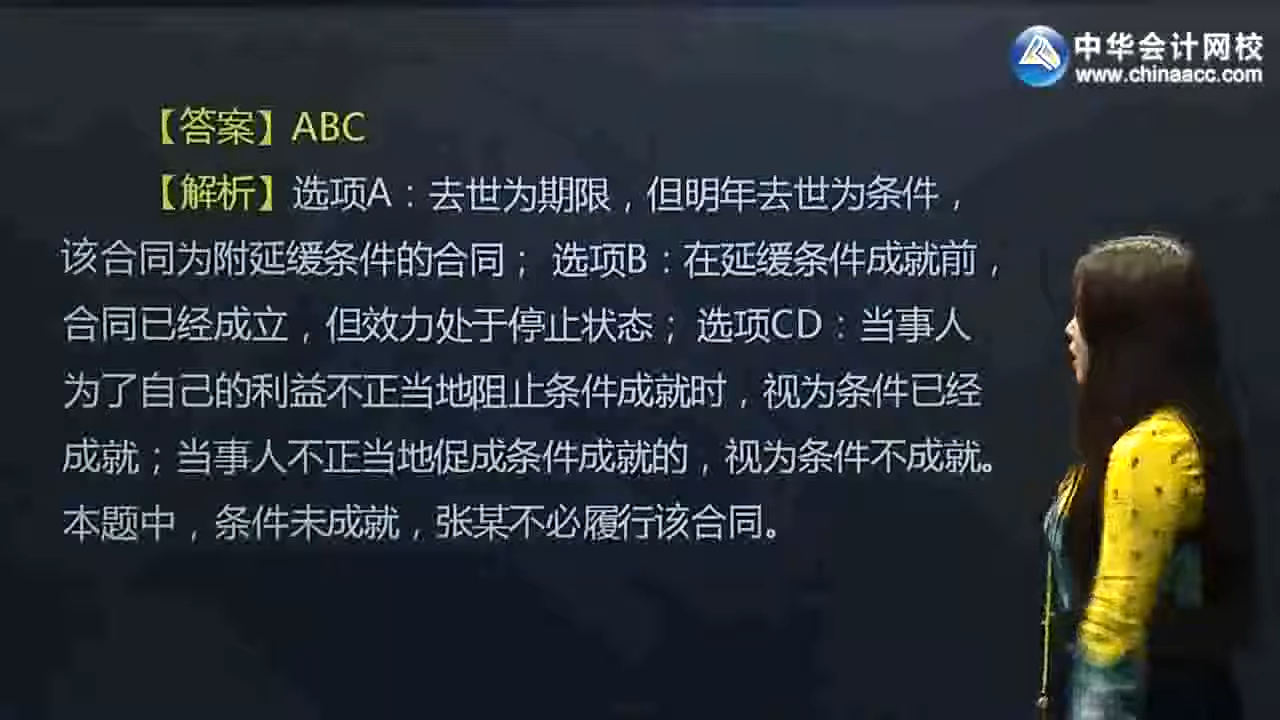 中华会计网校
www.chinaacc.com
【答案】ABC
【解析】选项A：去世为期限，但明年去世为条件，
该合同为附延缓条件的合同； 选项B：在延缓条件成就前，
合同已经成立，但效力处于停止状态； 选项CD：当事人
为了自己的利益不正当地阻止条件成就时，视为条件已经
成就；当事人不正当地促成条件成就的，视为条件不成就。
本题中，条件未成就，张某不必履行该合同。